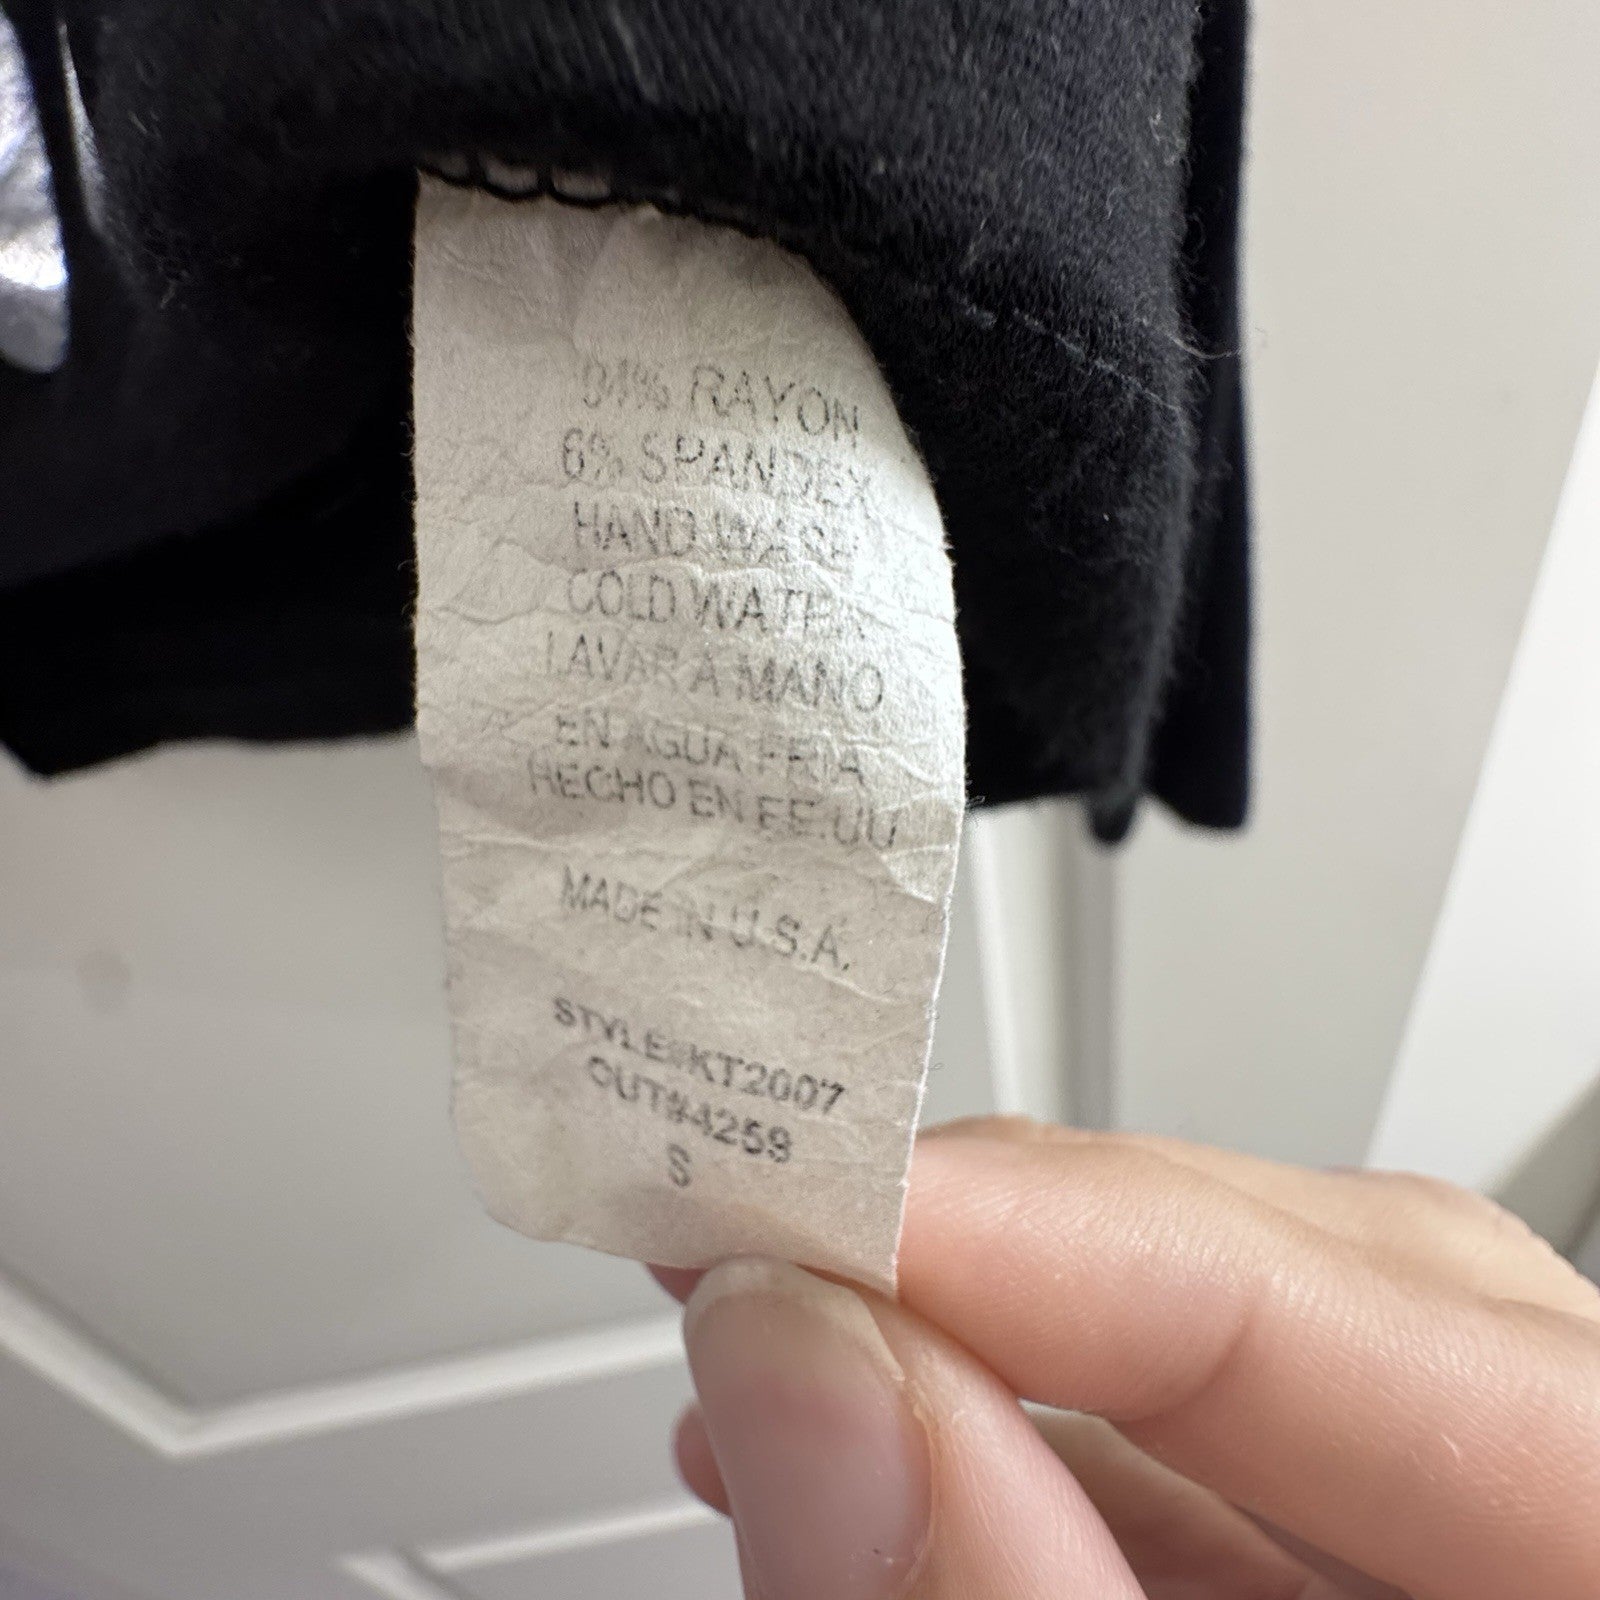 94% RAYON
6% SPANDEX
HAND WASH
COLD WATER
LAVAR A MANO
EN AGUA FRIA
HECHO EN EE.UU
MADE IN U.S.A.
STYLE#KT2007
CUT#4259
S